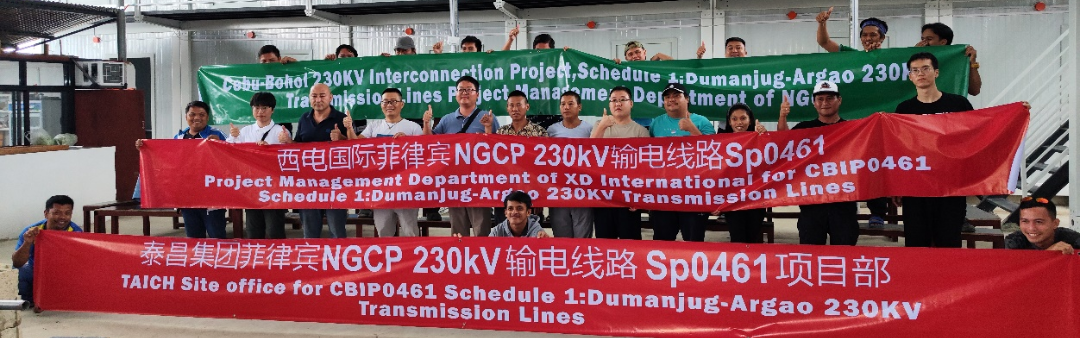 Cebu-Bohol 230KV Interconnection Project,Schedule 1:Dumanjug-Argao 230K
Transmission Lines Project Management Department of NG
西电国际菲律宾NGCP 230kV输电线路Sp0461
Project Management Department of XD International for CBIP0461
Schedule 1:Dumanjug-Argao 230KV Transmission Lines
泰昌集团菲律宾NGCP 230kV输电线路 Sp0461项目部
TAICH Site office for CBIP0461 Schedule 1:Dumanjug-Argao 230KV
Transmission Lines